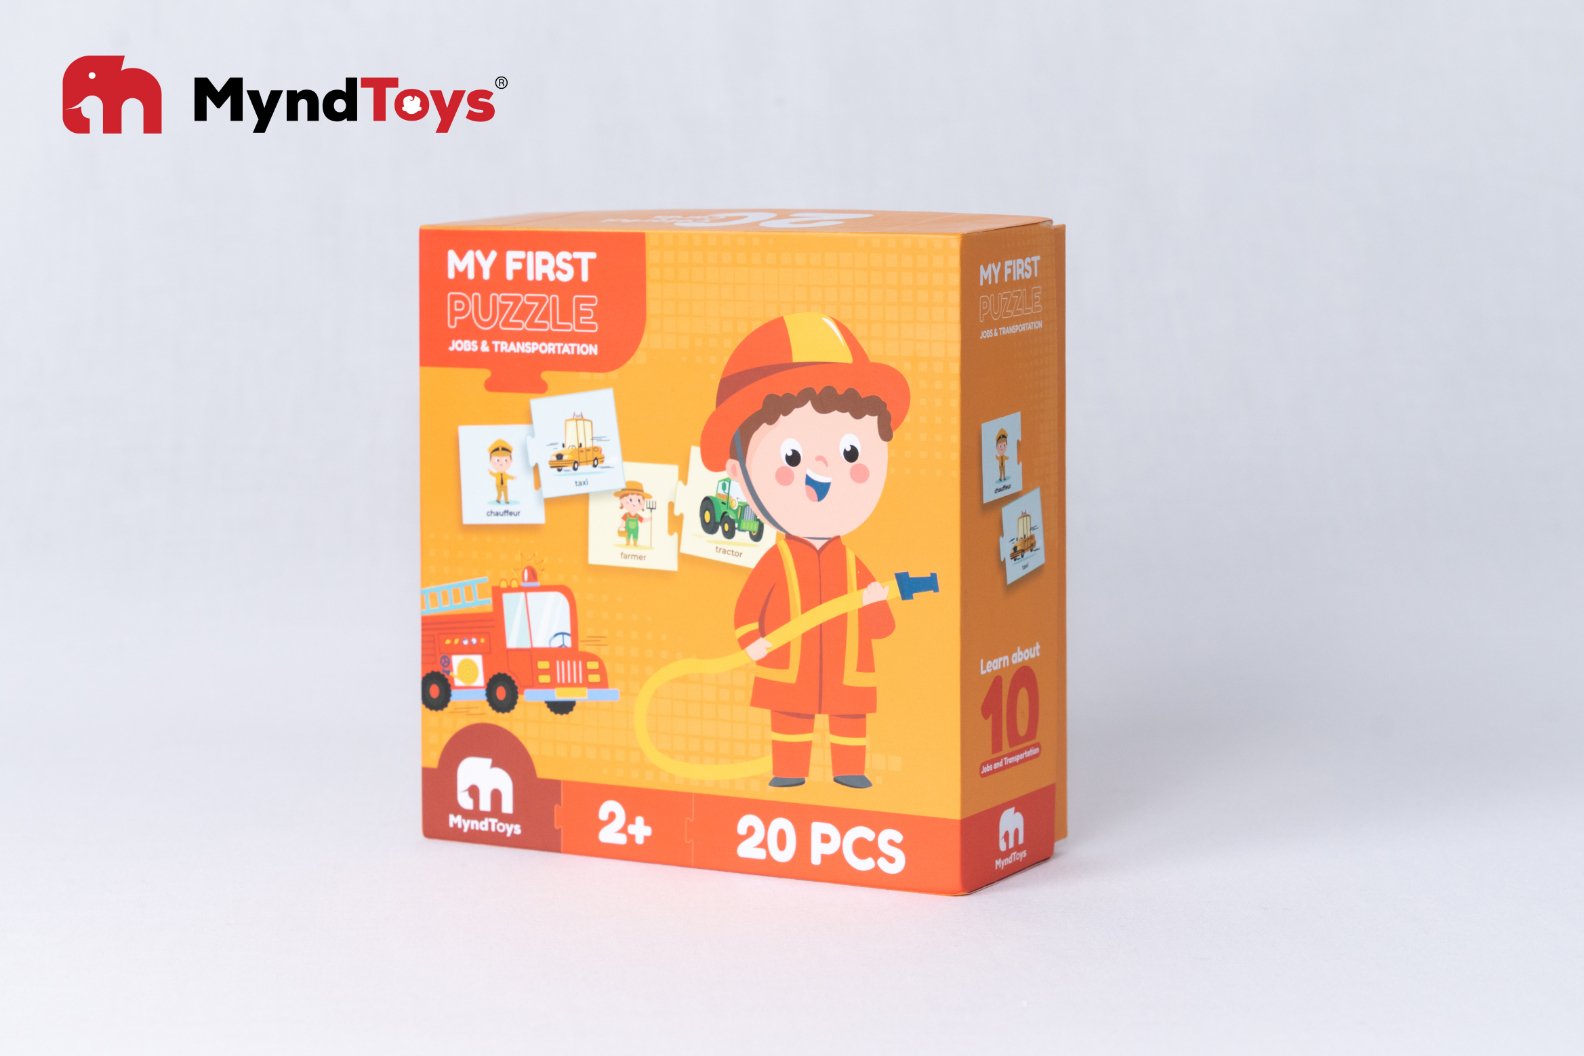 MyndToys®
MY FIRST
PUZZLE
JOBS & TRANSPORTATION
chauffeur
taxi
farmer
tractor
MyndToys
2+
20 PCS
MY FIRST
PUZZLE
JOBS & TRANSPORTATION
chauffeur
taxi
Learn about
10
Jobs and Transportation
MyndToys